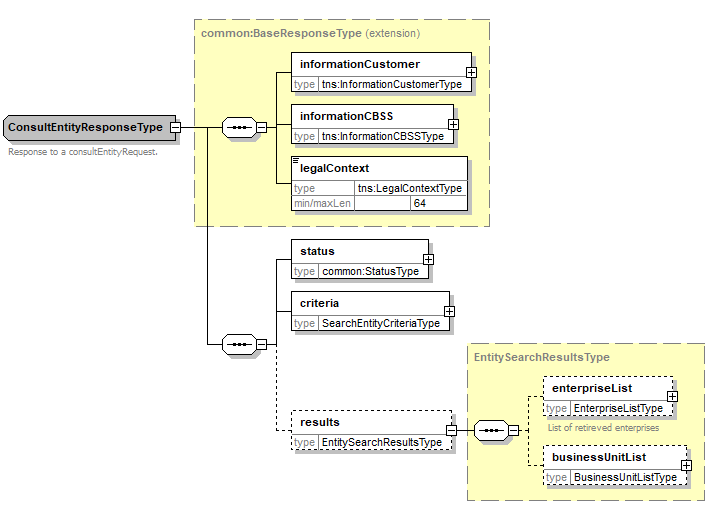 common:BaseResponseType (extension)
informationCustomer
type tns:InformationCustomerType
informationCBSS
type tns:InformationCBSSType
ConsultEntityResponseType
Response to a consultEntityRequest.
legalContext
type tns:LegalContextType
min/maxLen 64
status
type common:StatusType
criteria
type SearchEntityCriteriaType
EntitySearchResultsType
enterpriseList
type EnterpriseListType
List of retireved enterprises
results
type EntitySearchResultsType
businessUnitList
type BusinessUnitListType